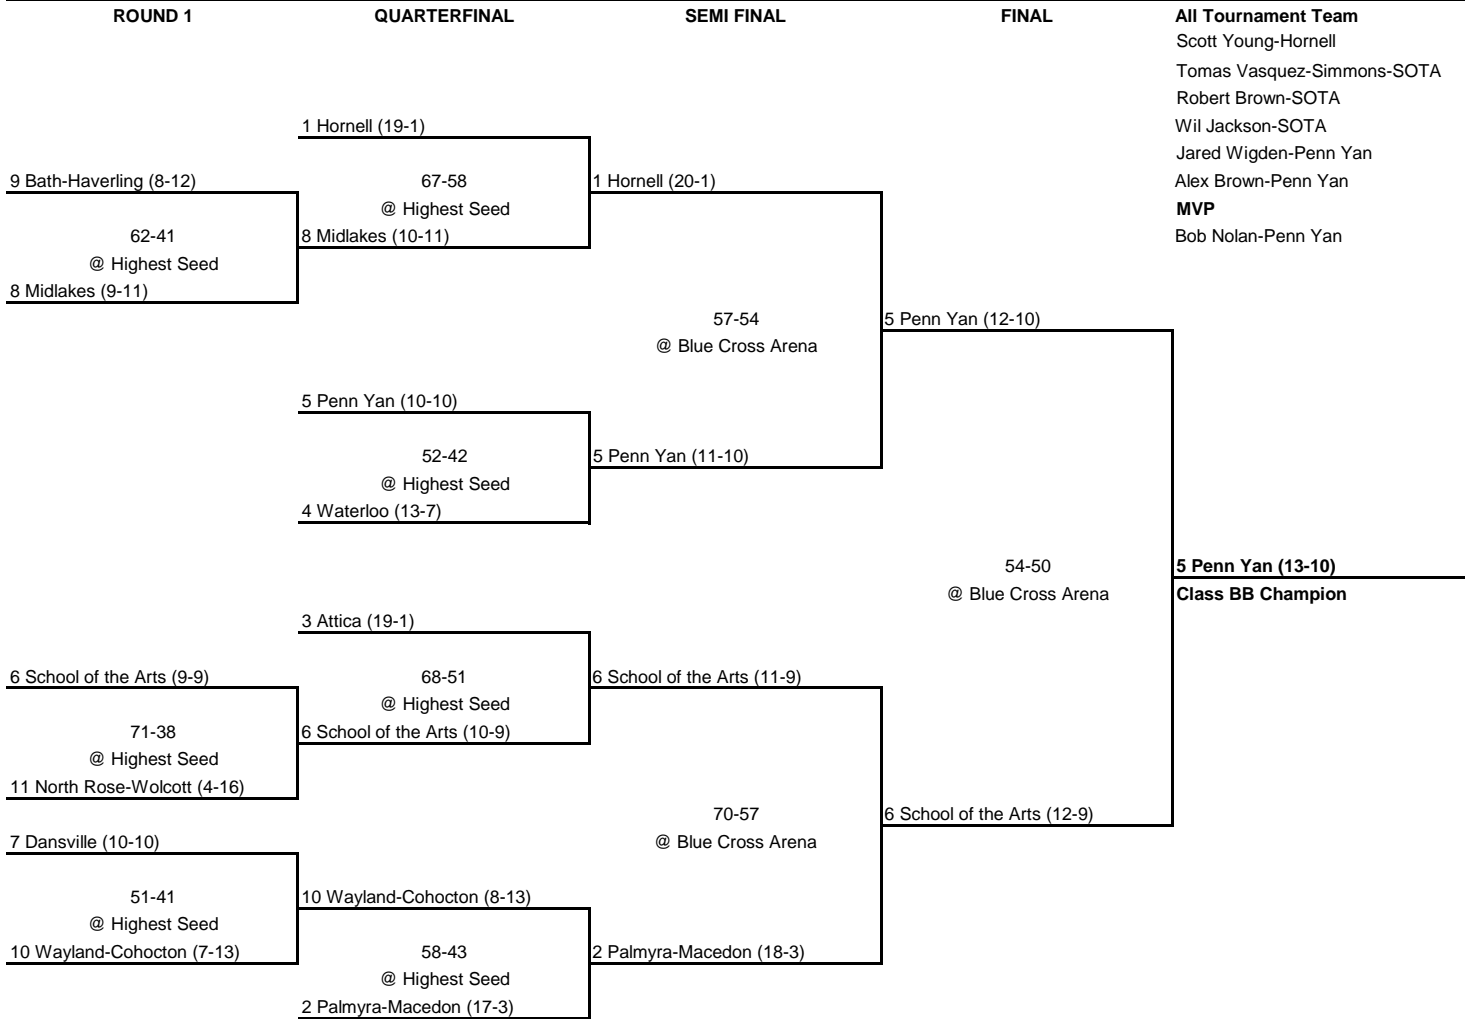 ROUND 1 QUARTERFINAL SEMI FINAL FINAL All Tournament Team
Scott Young-Hornell
Tomas Vasquez-Simmons-SOTA
Robert Brown-SOTA
1 Hornell (19-1) Wil Jackson-SOTA
Jared Wigden-Penn Yan
9 Bath-Haverling (8-12) 67-58 1 Hornell (20-1) Alex Brown-Penn Yan
@ Highest Seed MVP
62-41 8 Midlakes (10-11) Bob Nolan-Penn Yan
@ Highest Seed
8 Midlakes (9-11)
57-54 5 Penn Yan (12-10)
@ Blue Cross Arena
5 Penn Yan (10-10)
52-42 5 Penn Yan (11-10)
@ Highest Seed
4 Waterloo (13-7)
54-50 5 Penn Yan (13-10)
@ Blue Cross Arena Class BB Champion
3 Attica (19-1)
6 School of the Arts (9-9) 68-51 6 School of the Arts (11-9)
@ Highest Seed
71-38 6 School of the Arts (10-9)
@ Highest Seed
11 North Rose-Wolcott (4-16)
70-57 6 School of the Arts (12-9)
7 Dansville (10-10) @ Blue Cross Arena
51-41 10 Wayland-Cohocton (8-13)
@ Highest Seed
10 Wayland-Cohocton (7-13) 58-43 2 Palmyra-Macedon (18-3)
@ Highest Seed
2 Palmyra-Macedon (17-3)